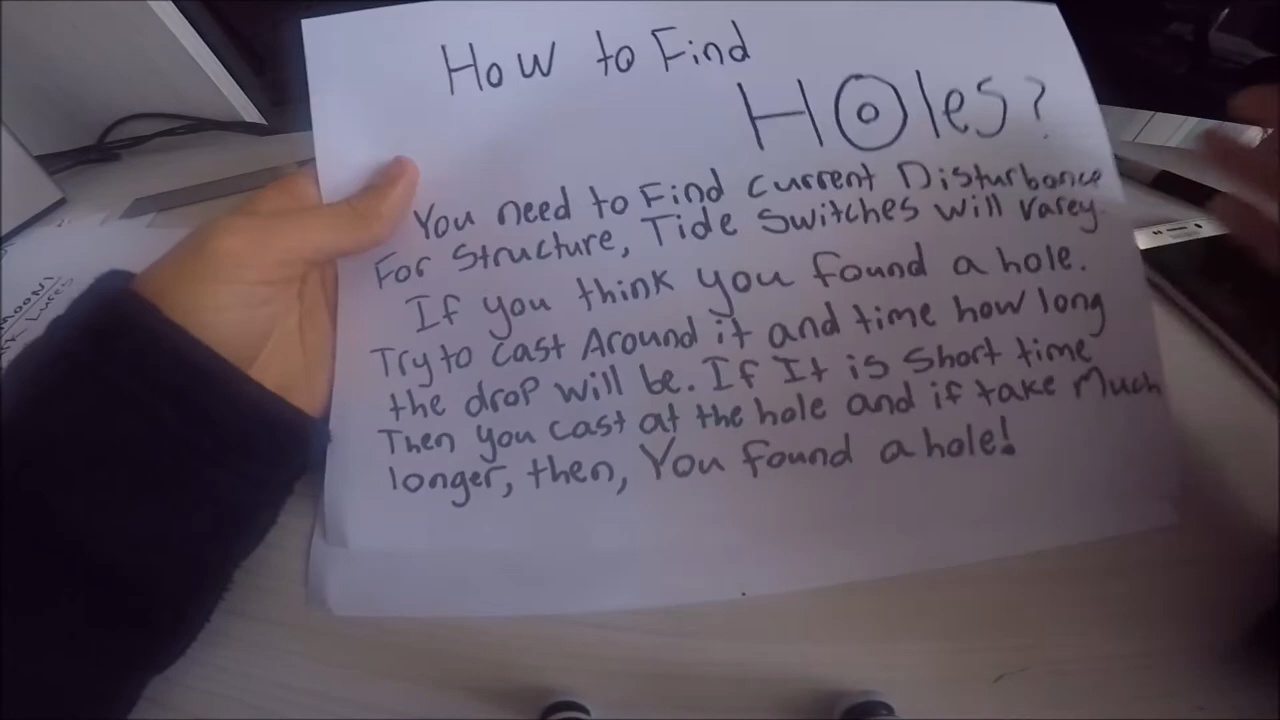 How to Find
Holes?
You need to Find current Disturbance
For Structure, Tide Switches will varey.
If you think you found a hole.
Try to cast Around it and time how long
the drop will be. If It is short time
Then you cast at the hole and if take Much
longer, then, You found a hole!
MOON!
Lures